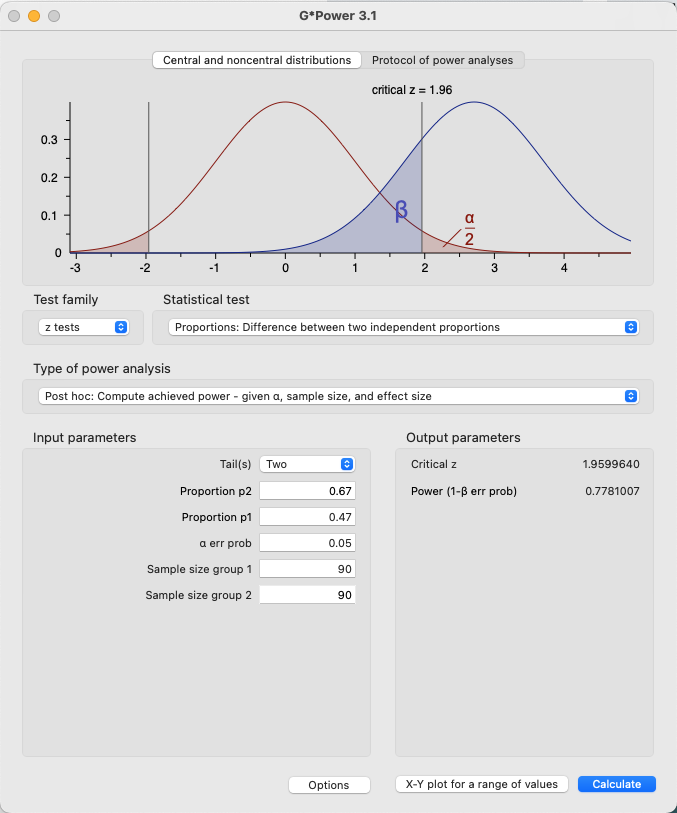 G*Power 3.1
Central and noncentral distributions Protocol of power analyses
critical z = 1.96
0.3
0.2
0.1
0
β
α
2
-3 -2 -1 0 1 2 3 4
Test family Statistical test
z tests Proportions: Difference between two independent proportions
Type of power analysis
Post hoc: Compute achieved power - given α, sample size, and effect size
Input parameters Output parameters
Tail(s) Two Critical z 1.9599640
Proportion p2 0.67 Power (1-β err prob) 0.7781007
Proportion p1 0.47
α err prob 0.05
Sample size group 1 90
Sample size group 2 90
Options X-Y plot for a range of values Calculate